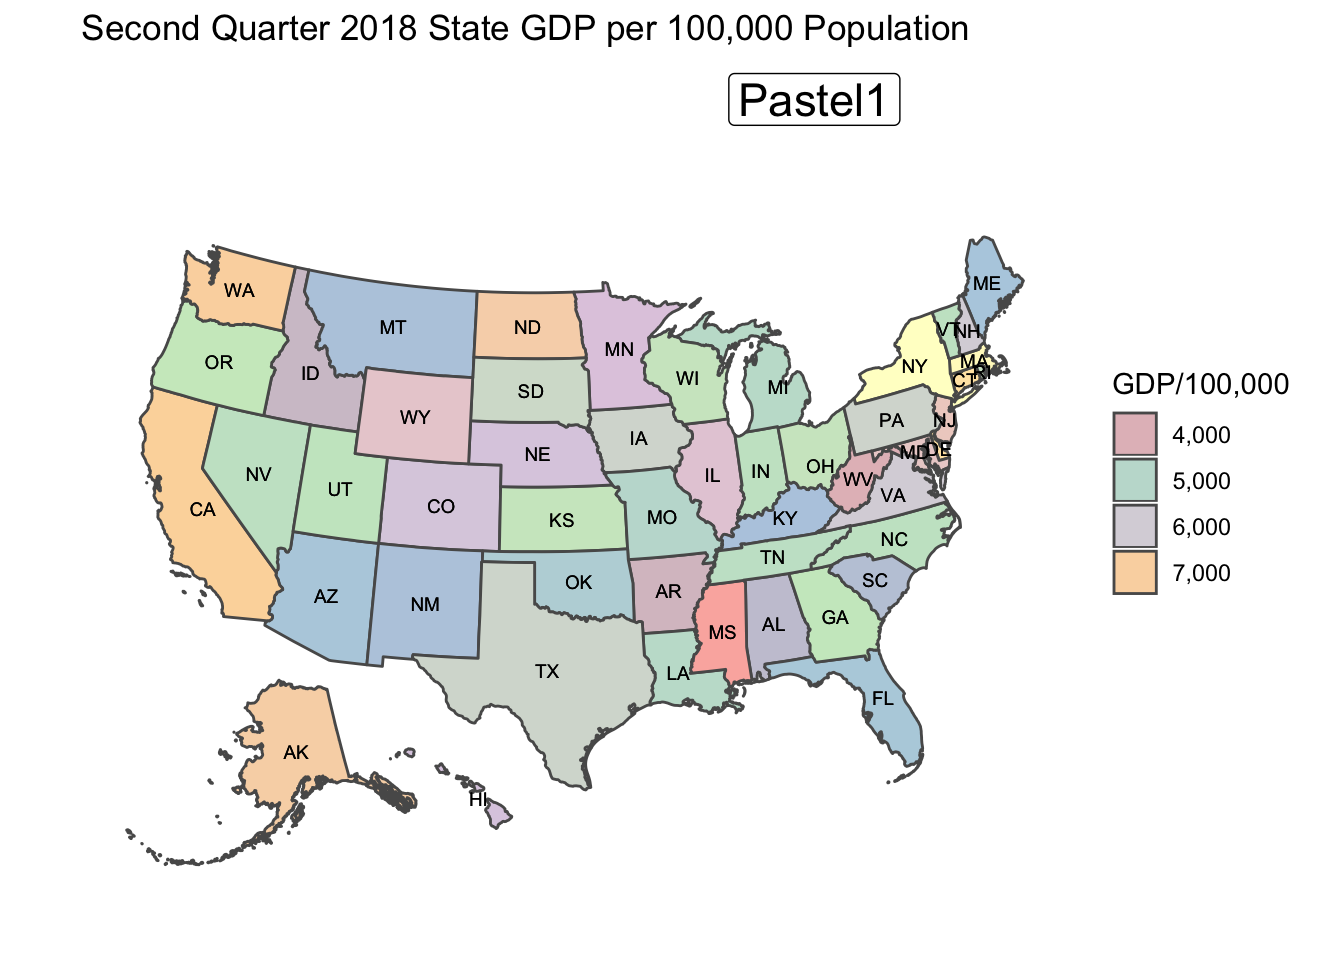 Second Quarter 2018 State GDP per 100,000 Population
Pastel1
WA
MT
ND
MN
ME
VT
NH
OR
ID
SD
WI
MI
NY
MA
RI
CT
WY
IA
PA
NJ
NE
IL
IN
OH
MD
DE
NV
UT
CO
KS
MO
WV
VA
CA
KY
AZ
NM
OK
AR
TN
NC
SC
MS
AL
GA
TX
LA
FL
AK
HI
GDP/100,000
4,000
5,000
6,000
7,000